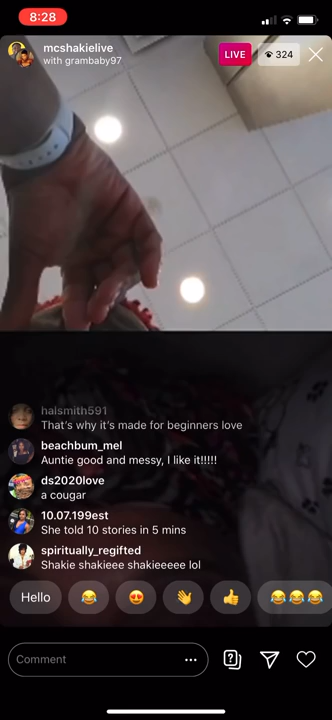 8:28
mcshakielive
with grambaby97
LIVE
324
halsmith591
That's why it's made for beginners love
beachbum_mel
Auntie good and messy, I like it!!!!!
ds2020love
a cougar
10.07.199est
She told 10 stories in 5 mins
spiritually_regifted
Shakie shakieee shakieeeee lol
Hello 😂 😍 👋 👍 😂😂😂
Comment